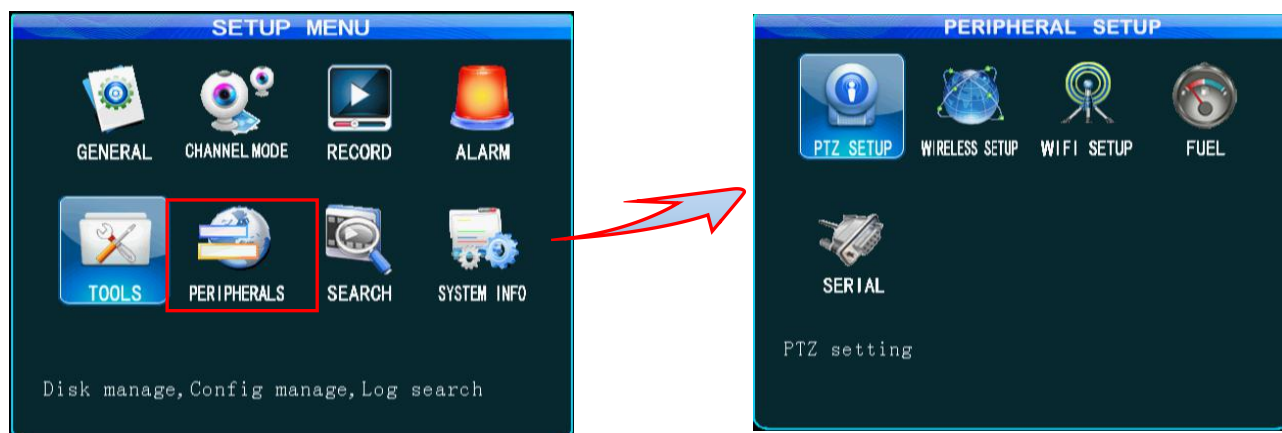 SETUP MENU
GENERAL CHANNEL MODE RECORD ALARM
TOOLS PERIPHERALS SEARCH SYSTEM INFO
Disk manage,Config manage,Log search
PERIPHERAL SETUP
PTZ SETUP WIRELESS SETUP WIFI SETUP FUEL
SERIAL
PTZ setting